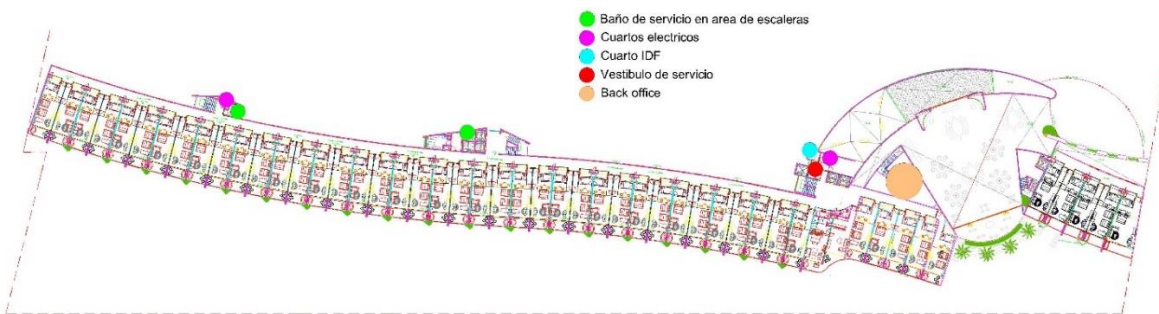 Baño de servicio en area de escaleras
Cuartos electricos
Cuarto IDF
Vestibulo de servicio
Back office